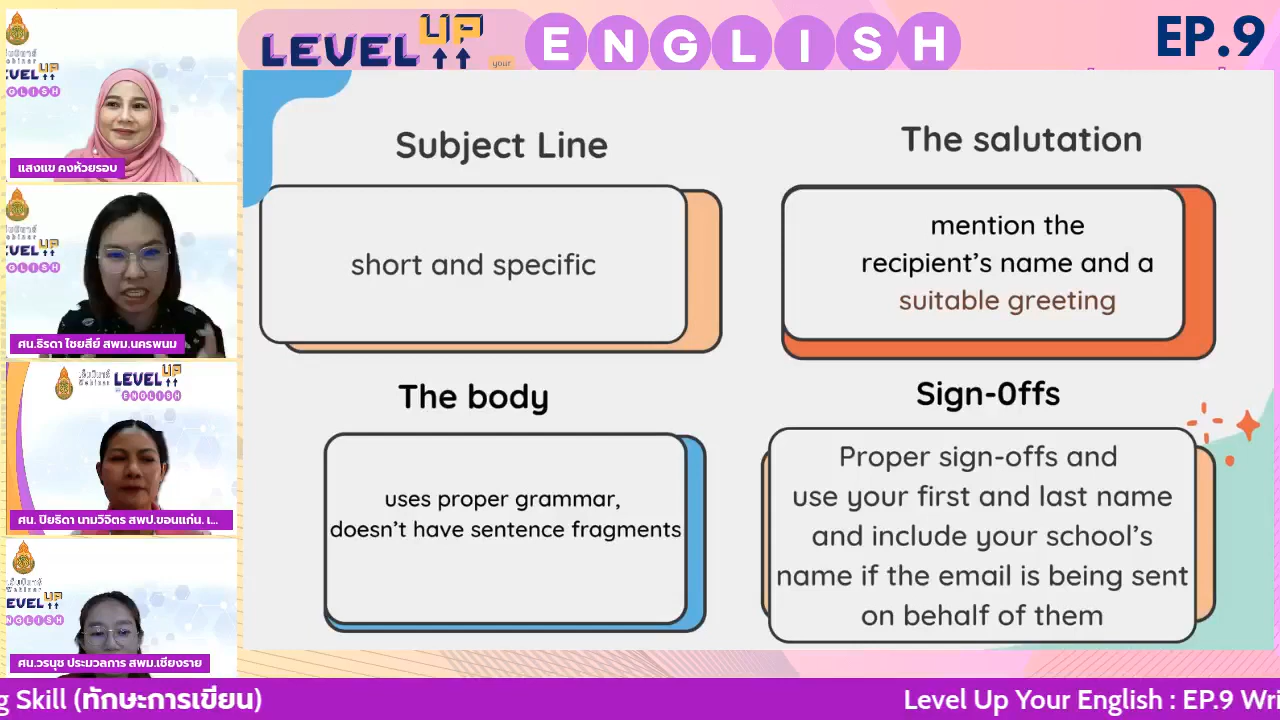 LEVEL UP your ENGLISH
EP.9
แสงแข คงห้วยรอบ
ศน.ธิรดา ไชยสีย์ สพม.นครพนม
LEVEL UP
ENGLISH
ศน. ปิยธิดา นามวิจิตร สพป.ขอนแก่น. เ...
ศน.วรนุช ประมวลการ สพม.เชียงราย
Subject Line
short and specific
The salutation
mention the
recipient's name and a
suitable greeting
The body
uses proper grammar,
doesn't have sentence fragments
Sign-0ffs
Proper sign-offs and
use your first and last name
and include your school's
name if the email is being sent
on behalf of them
g Skill (ทักษะการเขียน)
Level Up Your English : EP.9 Wri